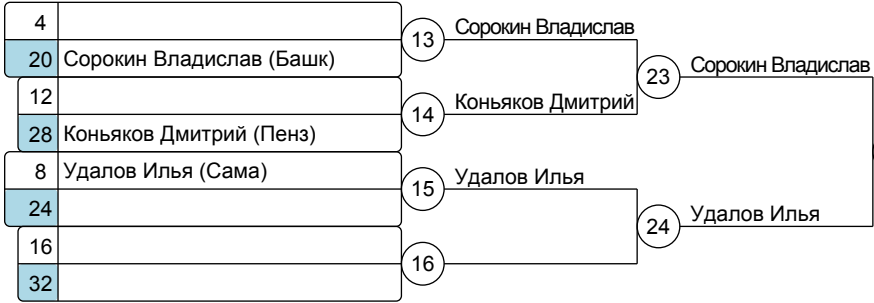 4
13
Сорокин Владислав
20 Сорокин Владислав (Башк)
23
Сорокин Владислав
12
14
Коньяков Дмитрий
28 Коньяков Дмитрий (Пенз)
8 Удалов Илья (Сама)
15
Удалов Илья
24
24
Удалов Илья
16
16
32